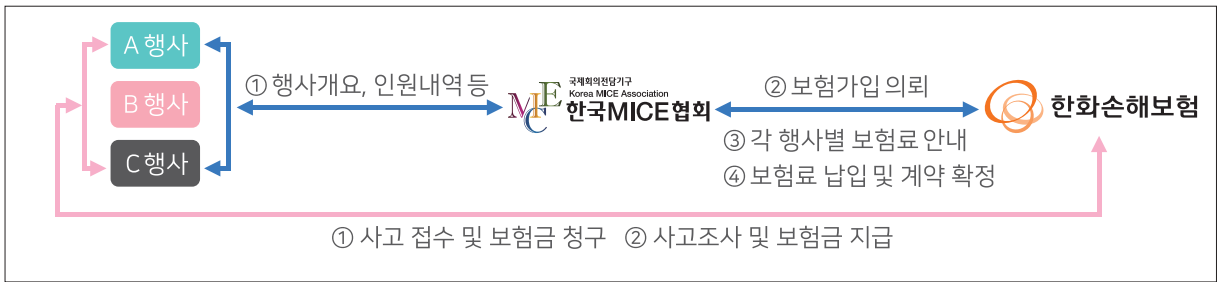 A 행사
B 행사
C 행사
① 행사개요, 인원내역 등
MICE
국제회의전담기구
Korea MICE Association
한국MICE협회
② 보험가입 의뢰
③ 각 행사별 보험료 안내
④ 보험료 납입 및 계약 확정
한화손해보험
① 사고 접수 및 보험금 청구 ② 사고조사 및 보험금 지급